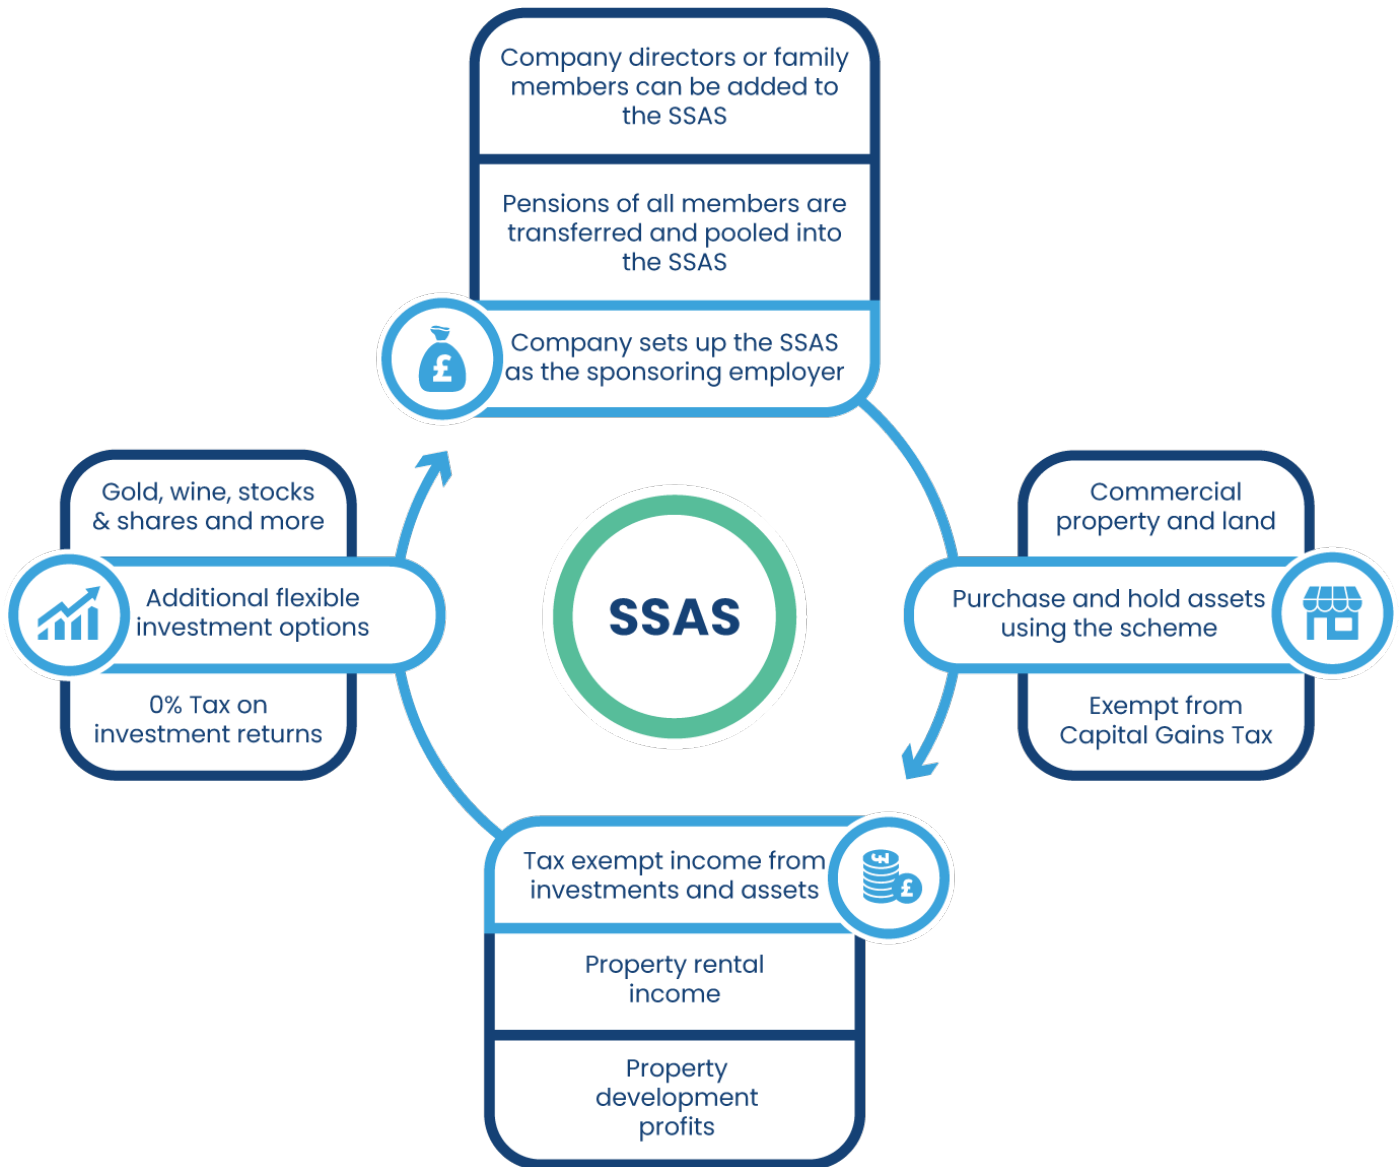 Company directors or family
members can be added to
the SSAS
Pensions of all members are
transferred and pooled into
the SSAS
£
Company sets up the SSAS
as the sponsoring employer
Gold, wine, stocks
& shares and more
Additional flexible
investment options
0% Tax on
investment returns
SSAS
Commercial
property and land
Purchase and hold assets
using the scheme
Exempt from
Capital Gains Tax
Tax exempt income from
investments and assets
£
£
Property rental
income
Property
development
profits